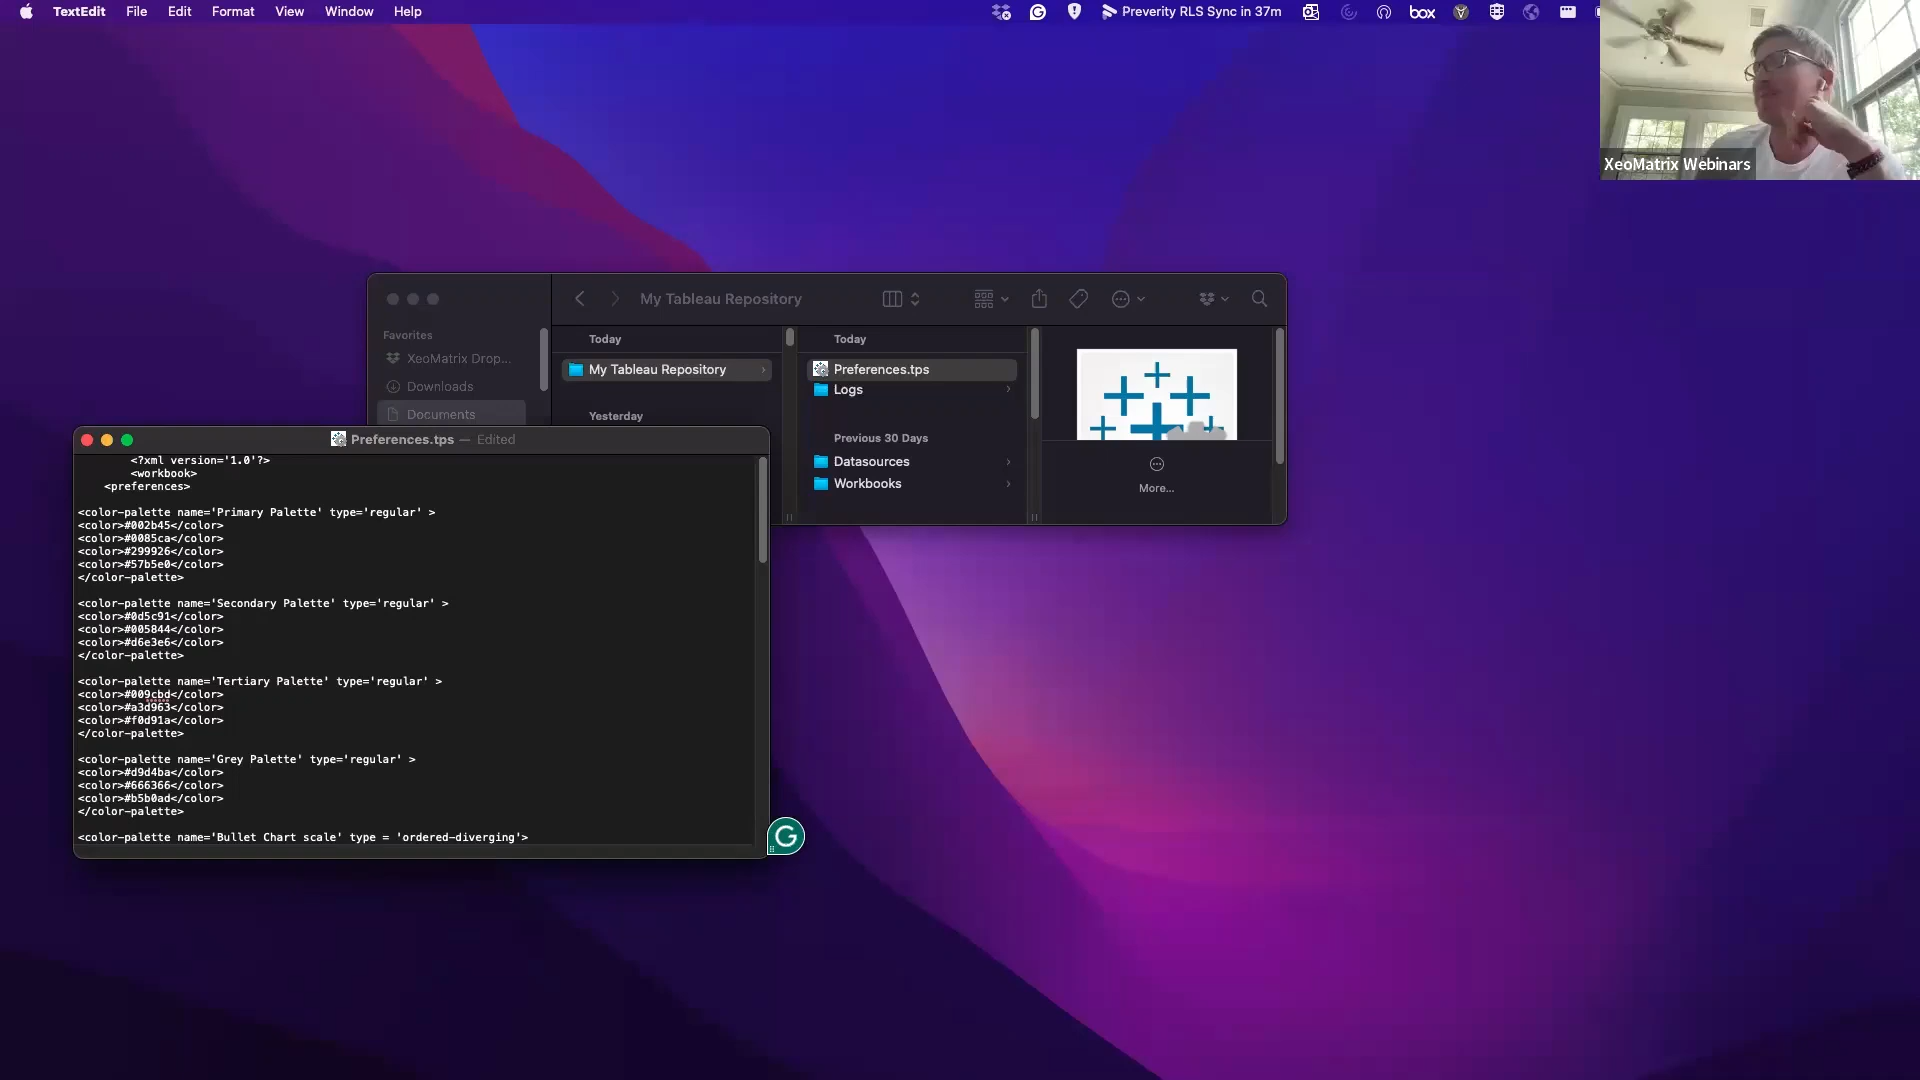 TextEdit File Edit Format View Window Help Preverity RLS Sync in 37m box
XeoMatrix Webinars
My Tableau Repository
Favorites
XeoMatrix Drop...
Downloads
Documents
Today
My Tableau Repository
Yesterday
Today
Preferences.tps
Logs
Previous 30 Days
Datasources
Workbooks
More...
Preferences.tps — Edited
<?xml version='1.0'?>
<workbook>
<preferences>
<color-palette name='Primary Palette' type='regular' >
<color>#002b45</color>
<color>#0085ca</color>
<color>#299926</color>
<color>#57b5e0</color>
</color-palette>
<color-palette name='Secondary Palette' type='regular' >
<color>#0d5c91</color>
<color>#005844</color>
<color>#d6e3e6</color>
</color-palette>
<color-palette name='Tertiary Palette' type='regular' >
<color>#009cbd</color>
<color>#a3d963</color>
<color>#f0d91a</color>
</color-palette>
<color-palette name='Grey Palette' type='regular' >
<color>#d9d4ba</color>
<color>#666366</color>
<color>#b5b0ad</color>
</color-palette>
<color-palette name='Bullet Chart scale' type = 'ordered-diverging'>